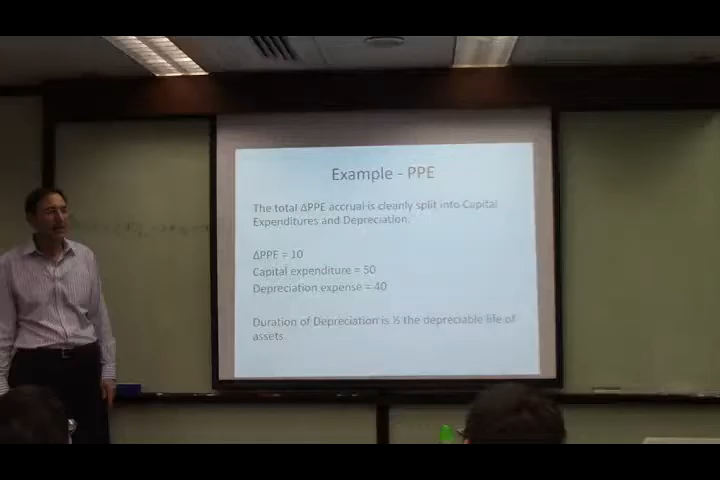 Example - PPE
The total ΔPPE accrual is cleanly split into Capital
Expenditures and Depreciation.
ΔPPE = 10
Capital expenditure = 50
Depreciation expense = 40
Duration of Depreciation is ½ the depreciable life of
assets